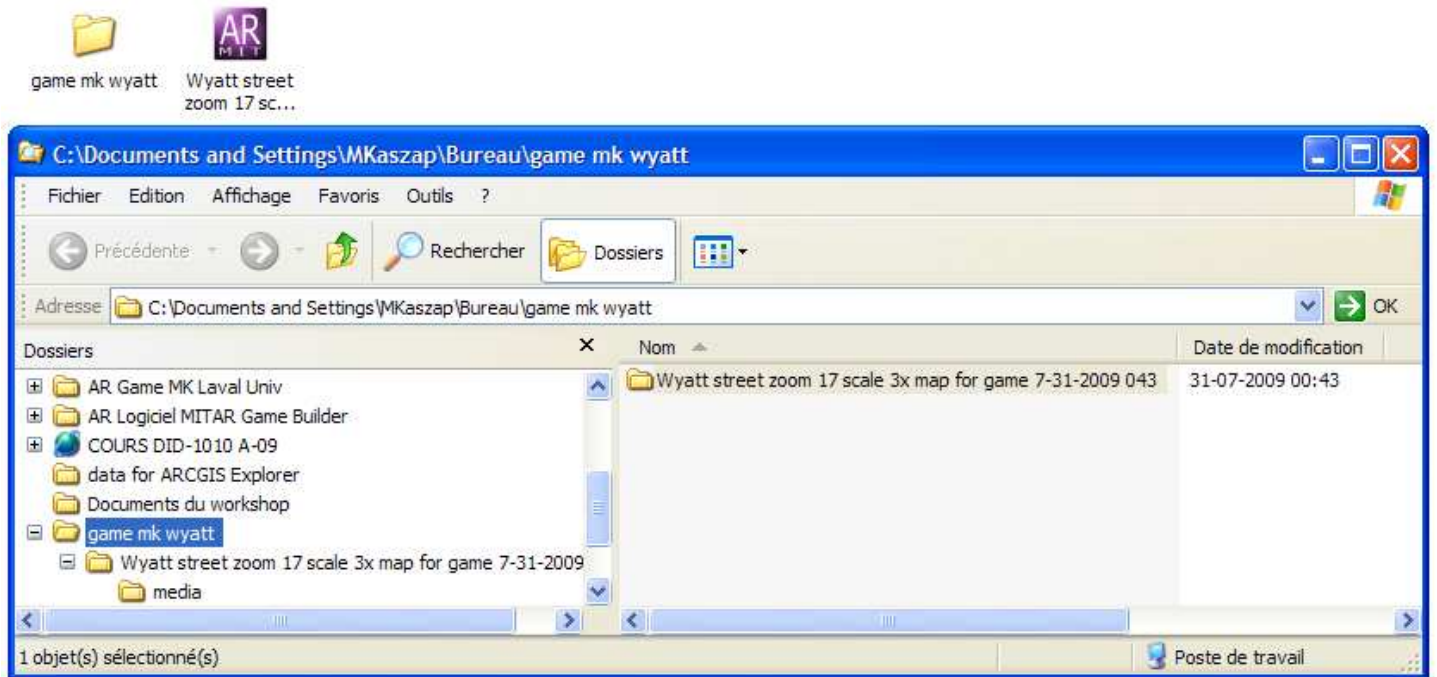 AR
MIT
game mk wyatt
Wyatt street
zoom 17 sc...
C:\Documents and Settings\MKaszap\Bureau\game mk wyatt
Fichier Edition Affichage Favoris Outils ?
Précédente Rechercher Dossiers
Adresse C:\Documents and Settings\MKaszap\Bureau\game mk wyatt OK
Dossiers × Nom Date de modification
AR Game MK Laval Univ
Wyatt street zoom 17 scale 3x map for game 7-31-2009 043 31-07-2009 00:43
AR Logiciel MITAR Game Builder
COURS DID-1010 A-09
data for ARCGIS Explorer
Documents du workshop
game mk wyatt
Wyatt street zoom 17 scale 3x map for game 7-31-2009
media
1 objet(s) sélectionné(s) Poste de travail